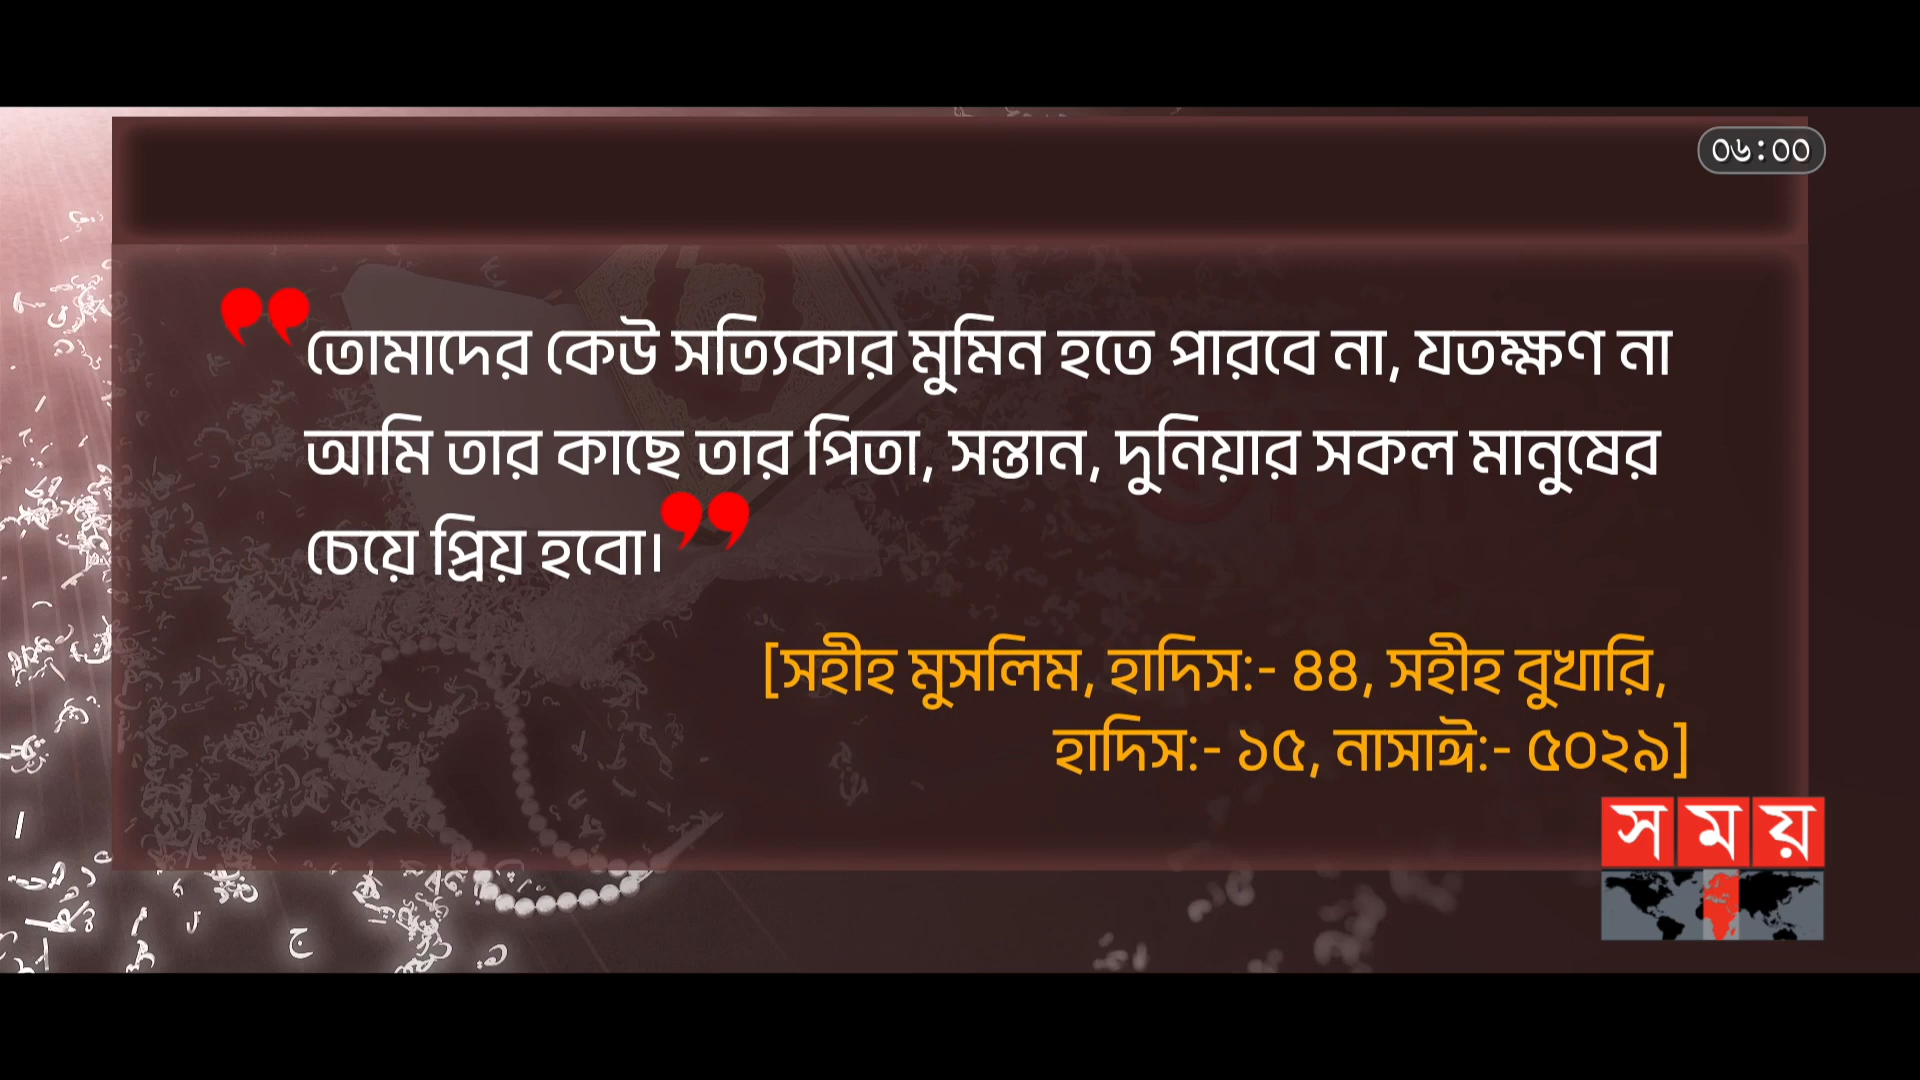 ০৬:০০
❜❜তোমাদের কেউ সত্যিকার মুমিন হতে পারবে না, যতক্ষণ না
আমি তার কাছে তার পিতা, সন্তান, দুনিয়ার সকল মানুষের
চেয়ে প্রিয় হবো।❜❜
[সহীহ মুসলিম, হাদিস:- ৪৪, সহীহ বুখারি,
হাদিস:- ১৫, নাসাঈ:- ৫০২৯]
সময়